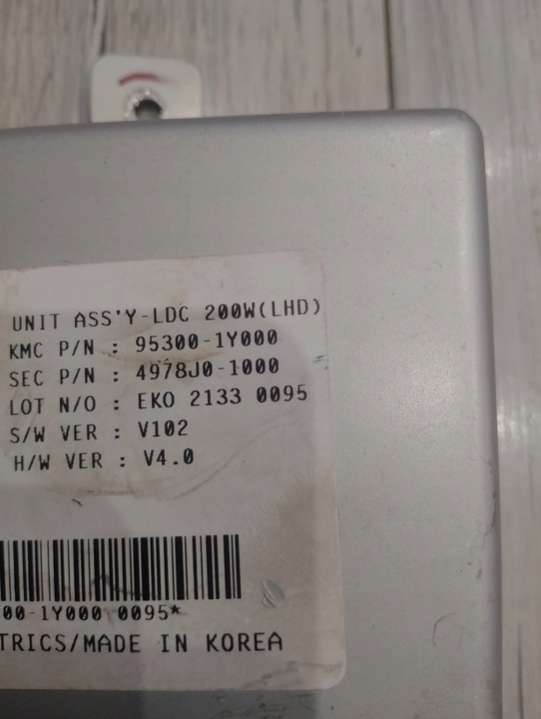 UNIT ASS'Y-LDC 200W(LHD)
KMC P/N : 95300-1Y000
SEC P/N : 4978J0-1000
LOT N/O : EKO 2133 0095
S/W VER : V102
H/W VER : V4.0
00-1Y000 0095*
TRICS/MADE IN KOREA